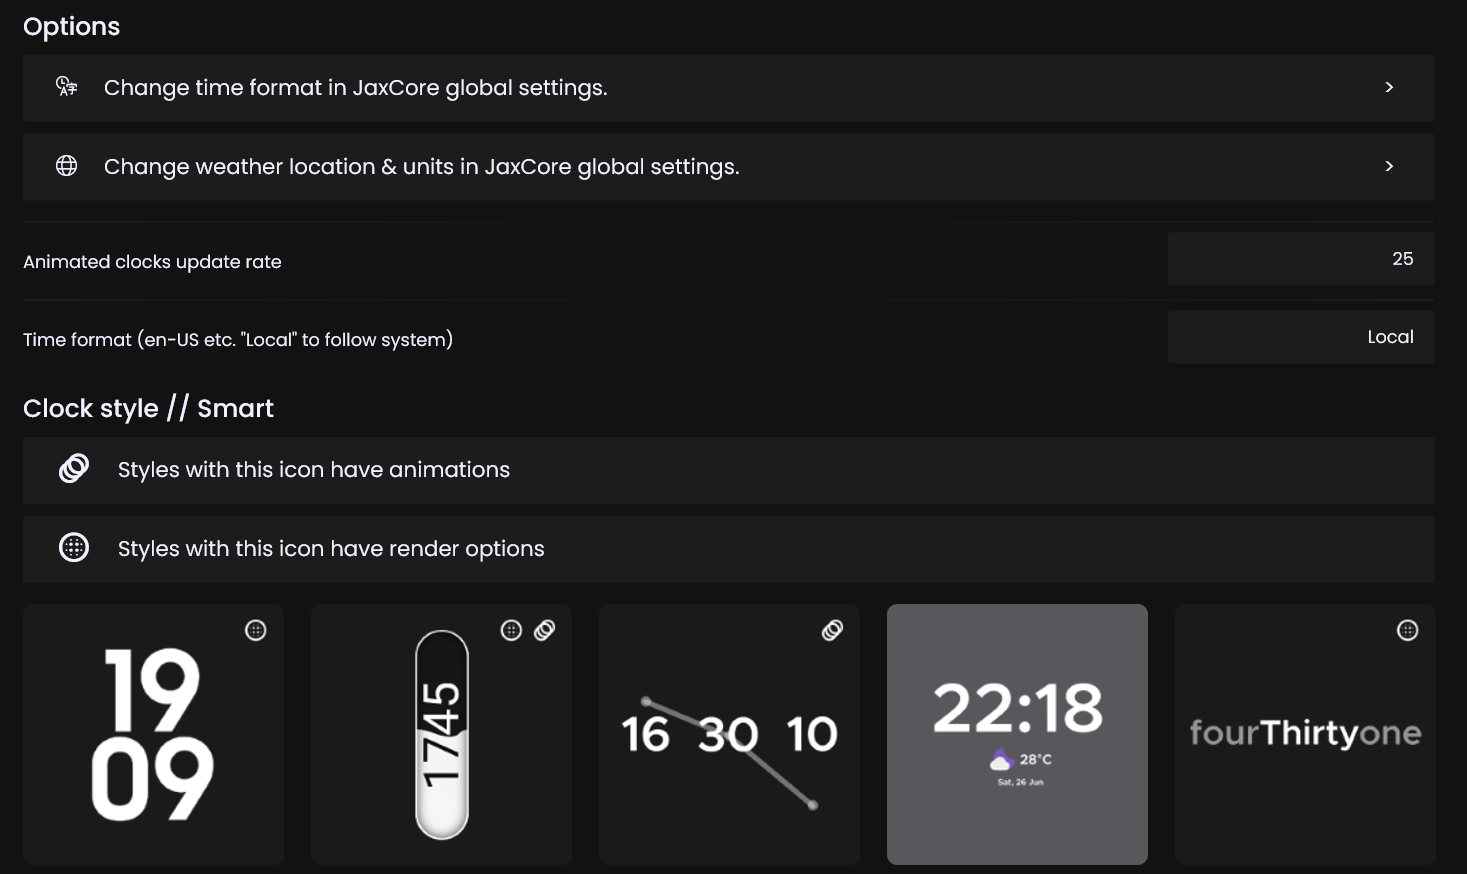 Options
Change time format in JaxCore global settings.
Change weather location & units in JaxCore global settings.
Animated clocks update rate
25
Time format (en-US etc. "Local" to follow system)
Local
Clock style // Smart
Styles with this icon have animations
Styles with this icon have render options
19
09
1745
16 30 10
22:18
28°C
Sat, 26 Jun
fourThirtyone